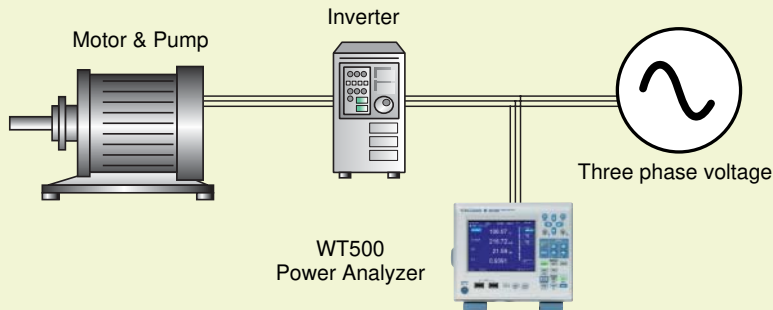 Inverter
Motor & Pump
Three phase voltage
WT500
Power Analyzer